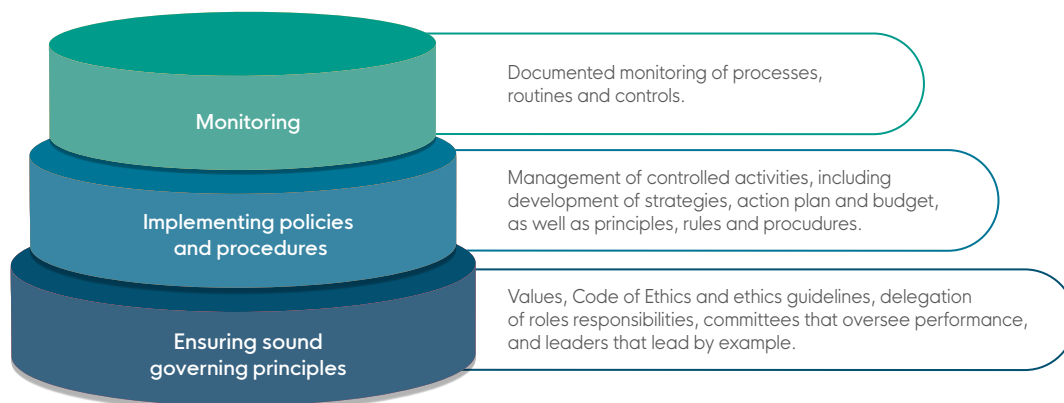 Monitoring
Documented monitoring of processes,
routines and controls.
Implementing policies
and procedures
Management of controlled activities, including
development of strategies, action plan and budget,
as well as principles, rules and procudures.
Ensuring sound
governing principles
Values, Code of Ethics and ethics guidelines, delegation
of roles responsibilities, committees that oversee performance,
and leaders that lead by example.